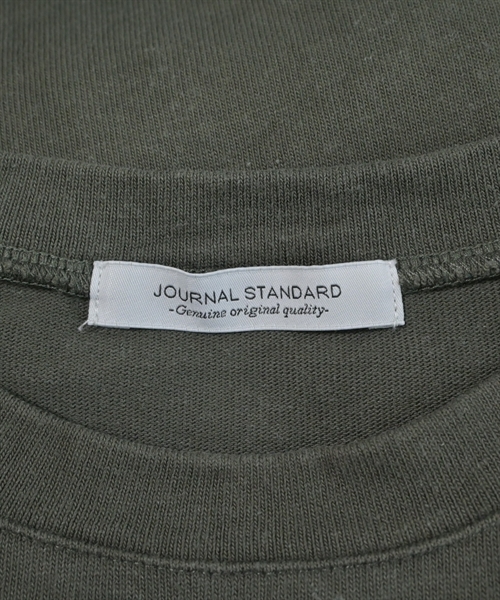 JOURNAL STANDARD
-Genuine original quality-